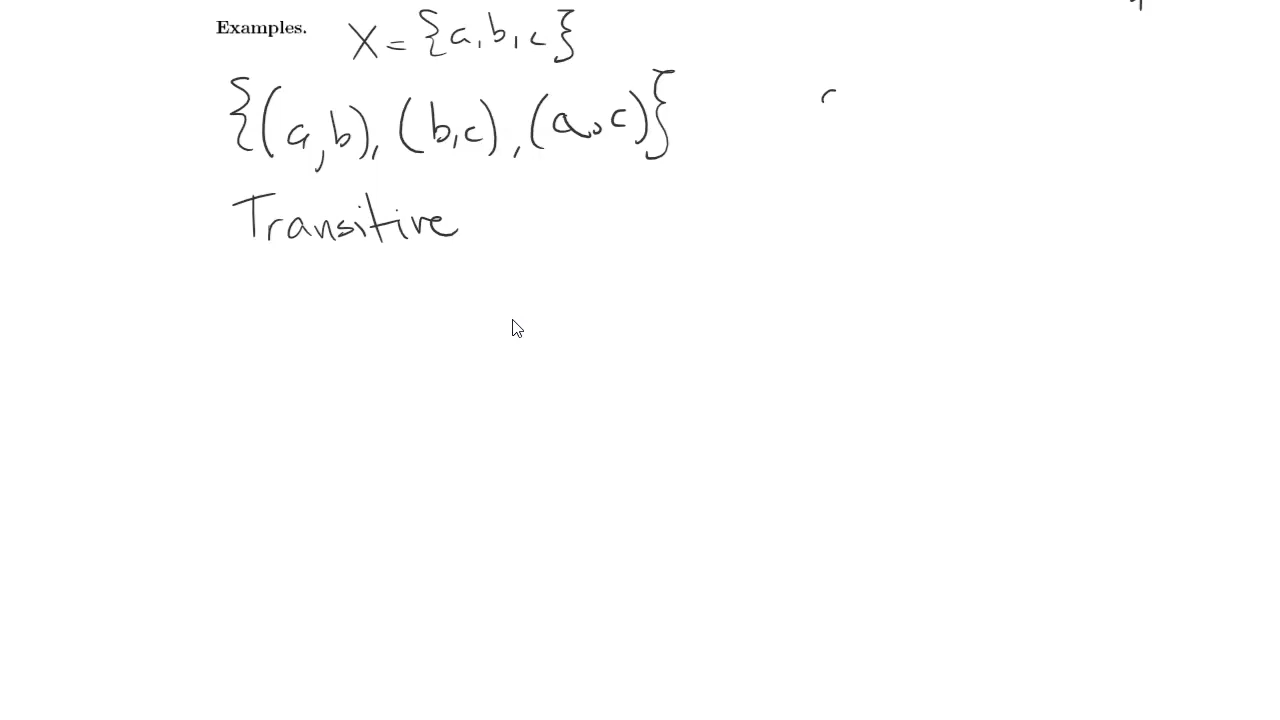 Examples. X = {a, b, c}
{(a, b), (b, c), (a, c)}
Transitive